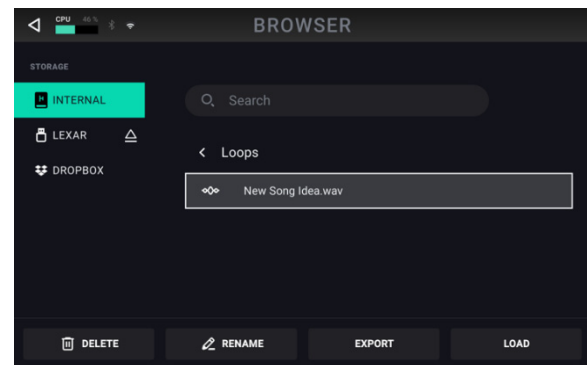 CPU 46 %
BROWSER
STORAGE
INTERNAL
Search
LEXAR
Loops
DROPBOX
New Song Idea.wav
DELETE
RENAME
EXPORT
LOAD